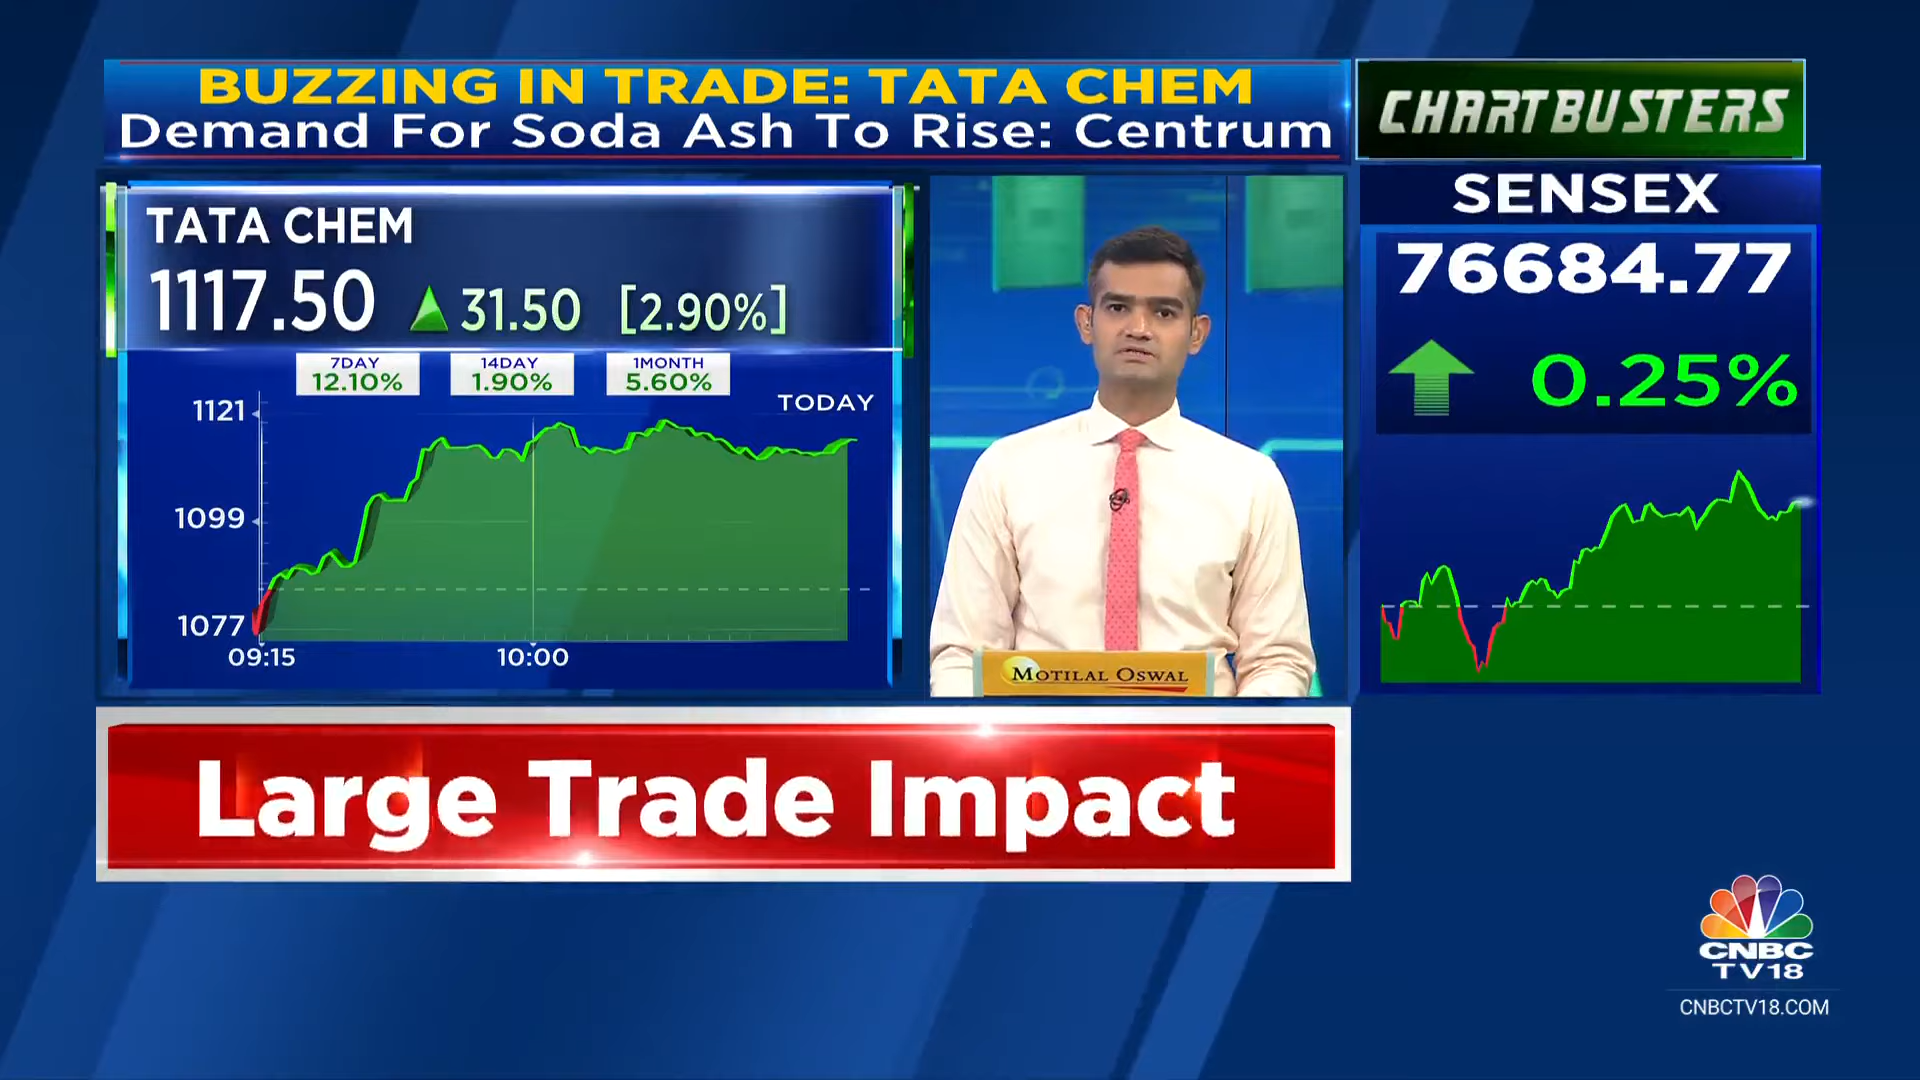 BUZZING IN TRADE: TATA CHEM
Demand For Soda Ash To Rise: Centrum
CHARTBUSTERS
TATA CHEM
1117.50 ▲ 31.50 [2.90%]
7DAY
12.10%
14DAY
1.90%
1MONTH
5.60%
TODAY
1121
1099
1077
09:15
10:00
MOTILAL OSWAL
SENSEX
76684.77
0.25%
Large Trade Impact
CNBC
TV18
CNBCTV18.COM